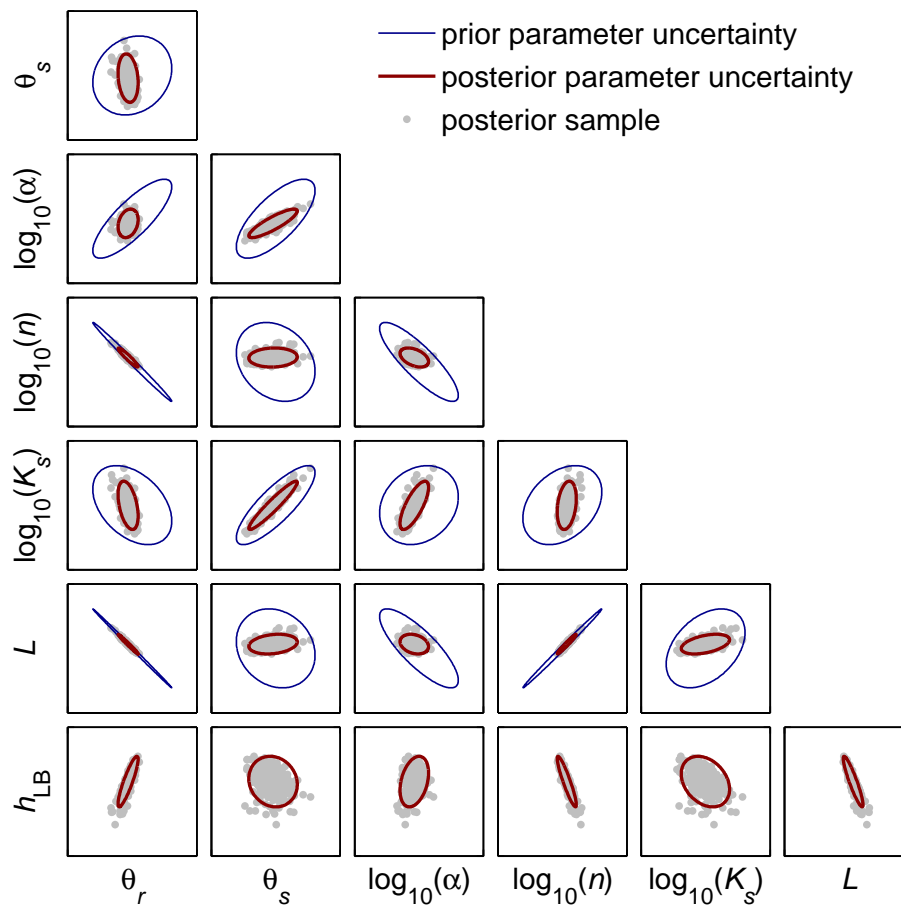 prior parameter uncertainty
posterior parameter uncertainty
posterior sample
θs
log10(α)
log10(n)
log10(Ks)
L
hLB
θr
θs
log10(α)
log10(n)
log10(Ks)
L